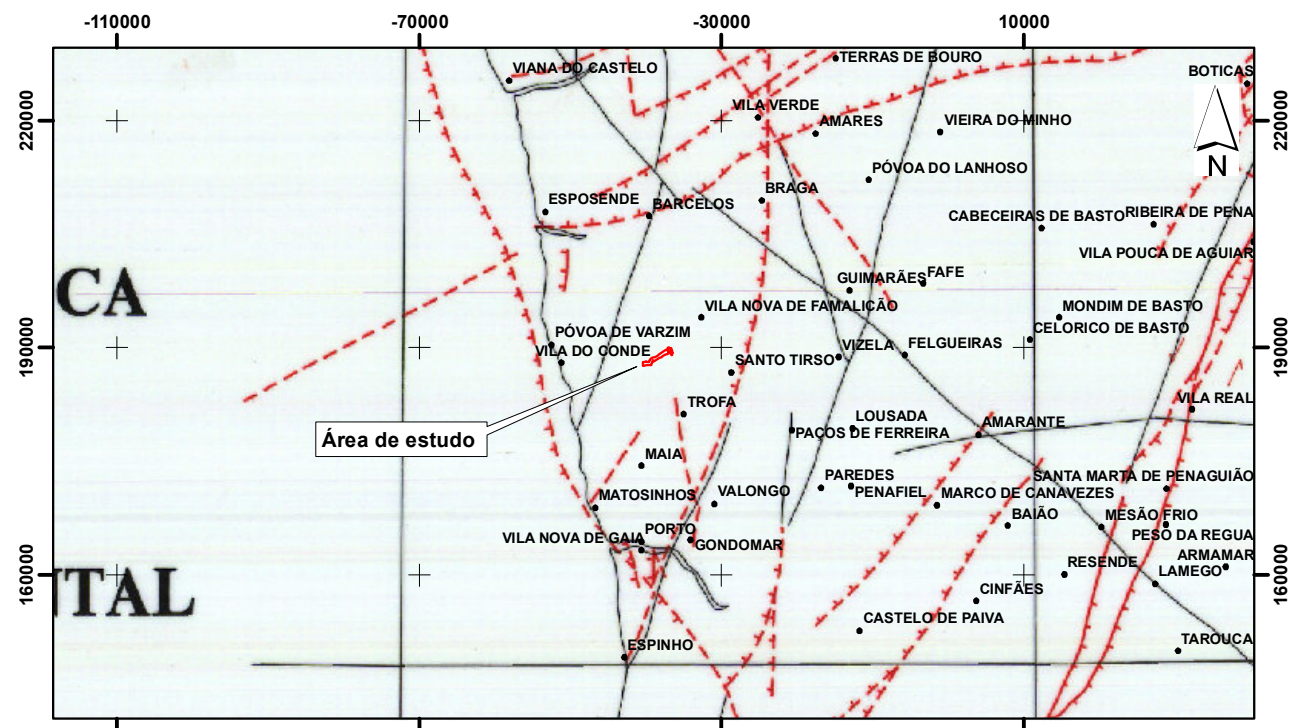 -110000
-70000
-30000
10000
TERRAS DE BOURO
VIANA DO CASTELO
BOTICAS
220000
VILA VERDE
AMARES
VIEIRA DO MINHO
220000
N
PÓVOA DO LANHOSO
BRAGA
ESPOSENDE
BARCELOS
CABECEIRAS DE BASTO
RIBEIRA DE PENA
VILA POUCA DE AGUIAR
GUIMARÃES
FAFE
CA
VILA NOVA DE FAMALICÃO
MONDIM DE BASTO
PÓVOA DE VARZIM
CELORICO DE BASTO
190000
VILA DO CONDE
SANTO TIRSO
VIZELA
FELGUEIRAS
190000
VILA REAL
TROFA
LOUSADA
Área de estudo
PAÇOS DE FERREIRA
AMARANTE
MAIA
PAREDES
SANTA MARTA DE PENAGUIÃO
MATOSINHOS
VALONGO
PENAFIEL
MARCO DE CANAVEZES
BAIÃO
MESÃO FRIO
VILA NOVA DE GAIA
PORTO
GONDOMAR
PESO DA REGUA
ARMAMAR
RESENDE
LAMEGO
160000
160000
NTAL
CINFÃES
CASTELO DE PAIVA
ESPINHO
TAROUCA